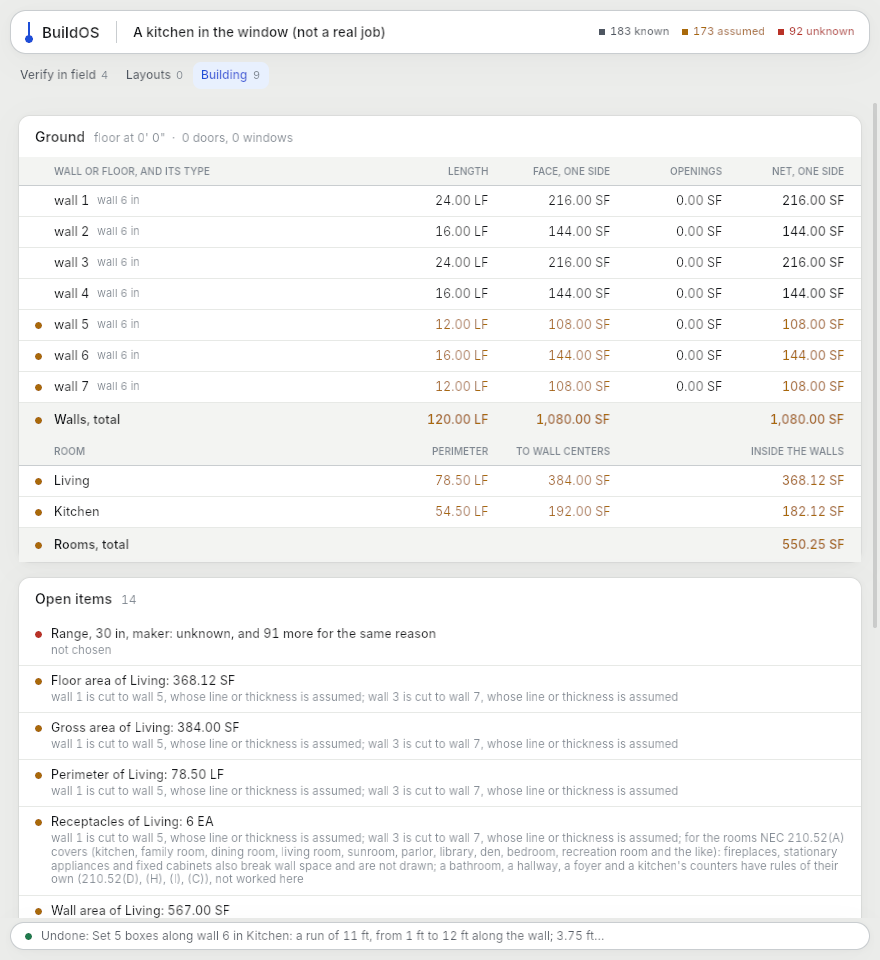 BuildOS A kitchen in the window (not a real job) 183 known 173 assumed 92 unknown
Verify in field 4 Layouts 0 Building 9
Ground floor at 0' 0" · 0 doors, 0 windows
WALL OR FLOOR, AND ITS TYPE LENGTH FACE, ONE SIDE OPENINGS NET, ONE SIDE
wall 1 wall 6 in 24.00 LF 216.00 SF 0.00 SF 216.00 SF
wall 2 wall 6 in 16.00 LF 144.00 SF 0.00 SF 144.00 SF
wall 3 wall 6 in 24.00 LF 216.00 SF 0.00 SF 216.00 SF
wall 4 wall 6 in 16.00 LF 144.00 SF 0.00 SF 144.00 SF
wall 5 wall 6 in 12.00 LF 108.00 SF 0.00 SF 108.00 SF
wall 6 wall 6 in 16.00 LF 144.00 SF 0.00 SF 144.00 SF
wall 7 wall 6 in 12.00 LF 108.00 SF 0.00 SF 108.00 SF
Walls, total 120.00 LF 1,080.00 SF 1,080.00 SF
ROOM PERIMETER TO WALL CENTERS INSIDE THE WALLS
Living 78.50 LF 384.00 SF 368.12 SF
Kitchen 54.50 LF 192.00 SF 182.12 SF
Rooms, total 550.25 SF
Open items 14
Range, 30 in, maker: unknown, and 91 more for the same reason
not chosen
Floor area of Living: 368.12 SF
wall 1 is cut to wall 5, whose line or thickness is assumed; wall 3 is cut to wall 7, whose line or thickness is assumed
Gross area of Living: 384.00 SF
wall 1 is cut to wall 5, whose line or thickness is assumed; wall 3 is cut to wall 7, whose line or thickness is assumed
Perimeter of Living: 78.50 LF
wall 1 is cut to wall 5, whose line or thickness is assumed; wall 3 is cut to wall 7, whose line or thickness is assumed
Receptacles of Living: 6 EA
wall 1 is cut to wall 5, whose line or thickness is assumed; wall 3 is cut to wall 7, whose line or thickness is assumed; for the rooms NEC 210.52(A)
covers (kitchen, family room, dining room, living room, sunroom, parlor, library, den, bedroom, recreation room and the like): fireplaces, stationary
appliances and fixed cabinets also break wall space and are not drawn; a bathroom, a hallway, a foyer and a kitchen's counters have rules of their
own (210.52(D), (H), (I), (C)), not worked here
Wall area of Living: 567.00 SF
Undone: Set 5 boxes along wall 6 in Kitchen: a run of 11 ft, from 1 ft to 12 ft along the wall; 3.75 ft...